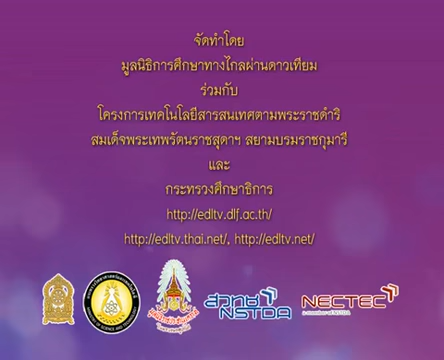 จัดทำโดย
มูลนิธิการศึกษาทางไกลผ่านดาวเทียม
ร่วมกับ
โครงการเทคโนโลยีสารสนเทศตามพระราชดำริ
สมเด็จพระเทพรัตนราชสุดาฯ สยามบรมราชกุมารี
และ
กระทรวงศึกษาธิการ
http://edltv.dlf.ac.th/
http://edltv.thai.net/, http://edltv.net/
สวทช
NSTDA
NECTEC
a member of NSTDA